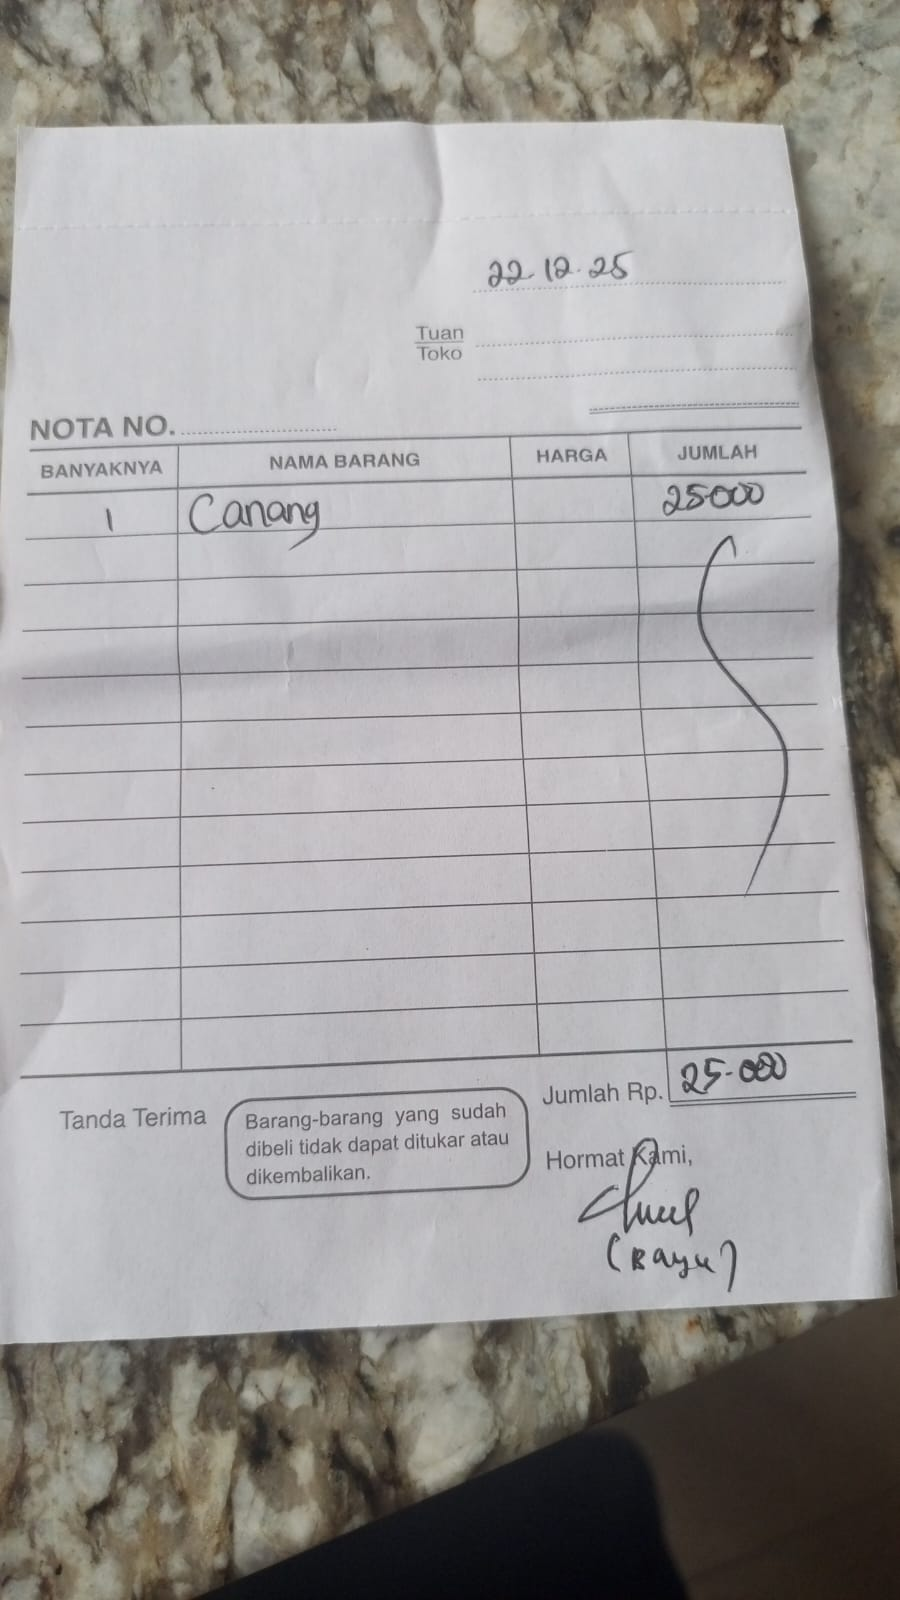 22.12.25
Tuan
Toko
NOTA NO.
BANYAKNYA NAMA BARANG HARGA JUMLAH
1 Canang 25000
Jumlah Rp. 25.000
Tanda Terima
Barang-barang yang sudah
dibeli tidak dapat ditukar atau
dikembalikan.
Hormat Kami,
(Bayu)